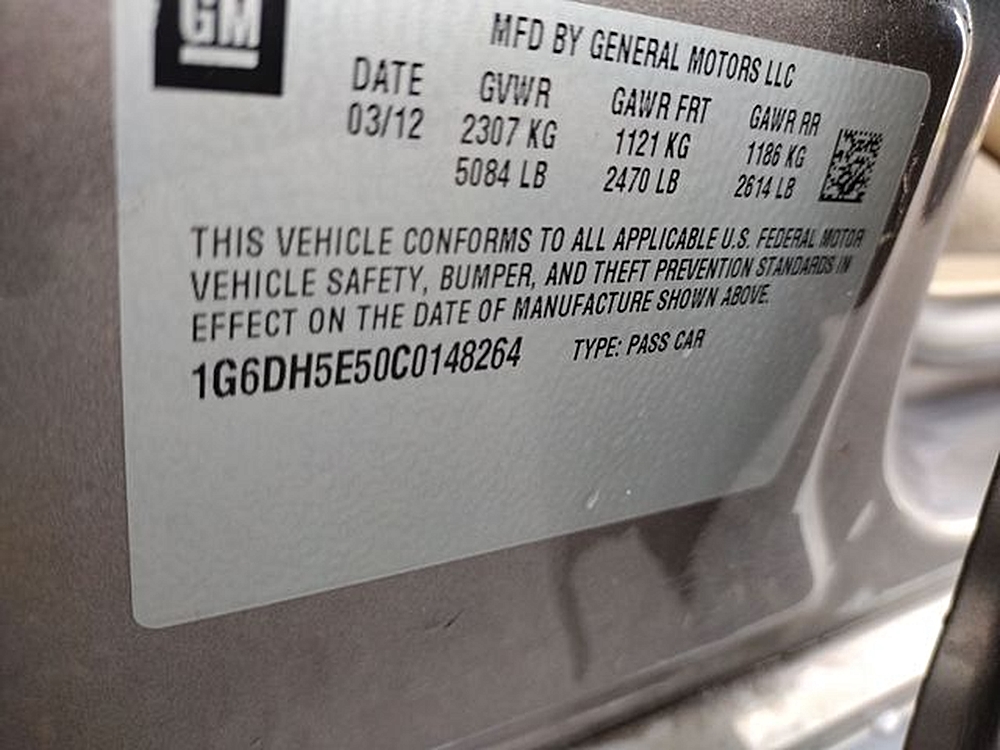 GM
MFD BY GENERAL MOTORS LLC
DATE GVWR GAWR FRT GAWR RR
03/12 2307 KG 1121 KG 1186 KG
5084 LB 2470 LB 2614 LB
THIS VEHICLE CONFORMS TO ALL APPLICABLE U.S. FEDERAL MOTOR
VEHICLE SAFETY, BUMPER, AND THEFT PREVENTION STANDARDS IN
EFFECT ON THE DATE OF MANUFACTURE SHOWN ABOVE.
1G6DH5E50C0148264 TYPE: PASS CAR